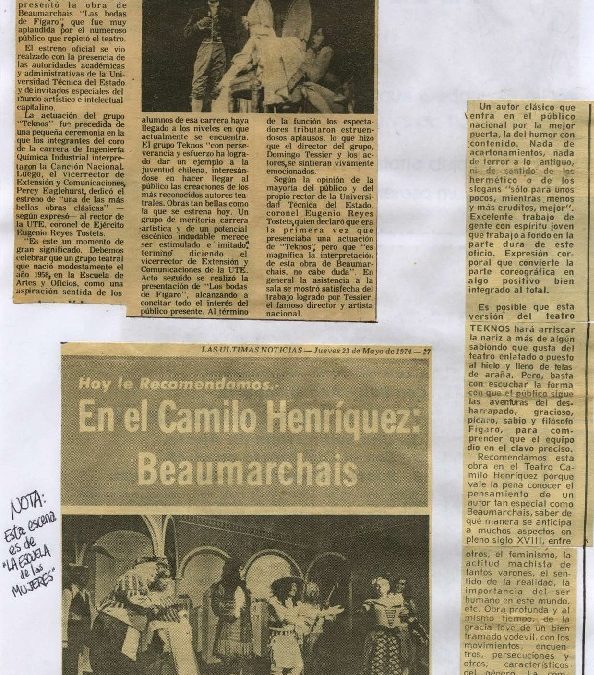 presentó la obra de
Beaumarchais "Las bodas
de Fígaro", que fue muy
aplaudida por el numeroso
público que repletó el teatro.
El estreno oficial se vio
realzado con la presencia de
las autoridades académicas
y administrativas de la Uni-
versidad Técnica del Estado
y de invitados especiales del
mundo artístico e intelectual
capitalino.
La actuación del grupo
"Teknos" fue precedida de
una pequeña ceremonia en la
que los integrantes del coro
de la carrera de Ingeniería
Química Industrial interpre-
taron la Canción Nacional.
Luego, el vicerrector de
Extensión y Comunicaciones,
Percy Eaglehurst, dedicó el
estreno de "una de las más
bellas obras clásicas" —
según expresó— al rector de
la UTE, coronel de Ejército
Eugenio Reyes Tastets.
"Es este un momento de
gran significado. Debemos
celebrar que un grupo teatral
que nació modestamente el
año 1958, en la Escuela de
Artes y Oficios, como una
aspiración sentida de los
alumnos de esa carrera haya
llegado a los niveles en que
actualmente se encuentra.
El grupo Teknos "con per-
severancia y esfuerzo ha logra-
do dar un ejemplo a la
juventud chilena, interesán-
dose en hacer llegar al
público las creaciones de los
más reconocidos autores tea-
trales. Obras tan bellas como
la que se estrena hoy. Un
grupo de meritoria carrera
artística y de un potencial
escénico indudable merece
ser estimulado e imitado",
terminó diciendo el
vicerrector de Extensión y
Comunicaciones de la UTE.
Acto seguido se realizó la
presentación de "Los bodas
de Fígaro", alcanzando a
concitar todo el interés del
público presente. Al término
de la función los especta-
dores tributaron estruen-
dosos aplausos, lo que hizo
que el director del grupo,
Domingo Tessier y los ac-
tores, se sintieran vivamente
emocionados.
Según la opinión de la
mayoría del público y del
propio rector de la Universidad
Técnica del Estado,
coronel Eugenio Reyes
Tastets, quien declaró que era
la primera vez que
presenciaba una actuación
de "Teknos", pero que "es
magnífica la interpretación
de esta obra de Beaumar-
chais, no cabe duda". En
general la asistencia a la
sala se mostró satisfecha del
trabajo logrado por Tessier,
el famoso director y artista
nacional.
Un autor clásico que
entra en el público
nacional por la mejor
puerta, la del humor con
contenido. Nada de
acartonamientos, nada
de terror a lo antiguo,
ni de sentido de lo
hermético o de los
slogans "sólo para unos
pocos, mientras menos
y más eruditos, mejor".
Excelente trabajo de
gente con espíritu joven
que trabaja a fondo en la
parte dura de este
oficio. Expresión cor-
poral que convierte la
parte coreográfica en
algo positivo bien
integrado al total.
Es posible que esta
versión del teatro
TEKNOS hará arriscar
la nariz a más de algún
sabiondo que gusta del
teatro enlatado o puesto
al hielo y lleno de telas
de araña. Pero, basta
con escuchar la forma
con que el público sigue
las aventuras del des-
harrapado, gracioso,
pícaro, sabio y filósofo
Fígaro, para com-
prender que el equipo
dio en el clavo preciso.
Recomendamos esta
obra en el Teatro Ca-
milo Henríquez porque
vale la pena conocer el
pensamiento de un
autor tan especial como
Beaumarchais, saber de
qué manera se anticipa
a muchos aspectos en
pleno siglo XVIII, entre
otros, el feminismo, la
actitud machista de
tantos varones, el sen-
tido de la realidad, la
importancia del ser
humano en este mundo,
etc. Obra profunda y al
mismo tiempo, de la
gracia leve de un bien
tramado vodevil, con los
movimientos, encuen-
tros, persecuciones y
otros, característicos
del género. La com-
LAS ULTIMAS NOTICIAS — Jueves 23 de Mayo de 1974 — 27
Hoy le Recomendamos..
En el Camilo Henríquez:
Beaumarchais
NOTA:
Esta escena
es de
"LA ESCUELA
de las
MUJERES"